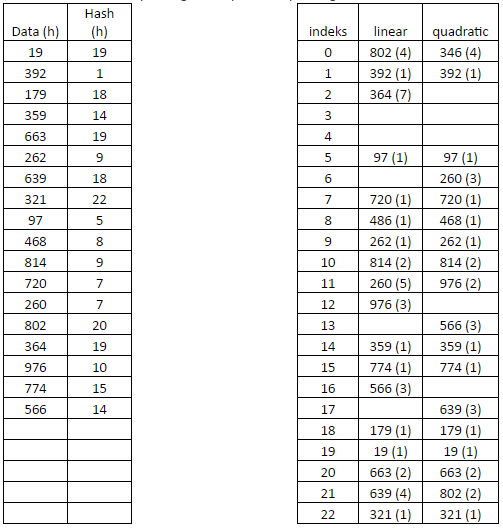 Data (h) Hash (h)
19 19
392 1
179 18
359 14
663 19
262 9
639 18
321 22
97 5
468 8
814 9
720 7
260 7
802 20
364 19
976 10
774 15
566 14
indeks linear quadratic
0 802 (4) 346 (4)
1 392 (1) 392 (1)
2 364 (7)
3
4
5 97 (1) 97 (1)
6 260 (3)
7 720 (1) 720 (1)
8 486 (1) 468 (1)
9 262 (1) 262 (1)
10 814 (2) 814 (2)
11 260 (5) 976 (2)
12 976 (3)
13 566 (3)
14 359 (1) 359 (1)
15 774 (1) 774 (1)
16 566 (3)
17 639 (3)
18 179 (1) 179 (1)
19 19 (1) 19 (1)
20 663 (2) 663 (2)
21 639 (4) 802 (2)
22 321 (1) 321 (1)